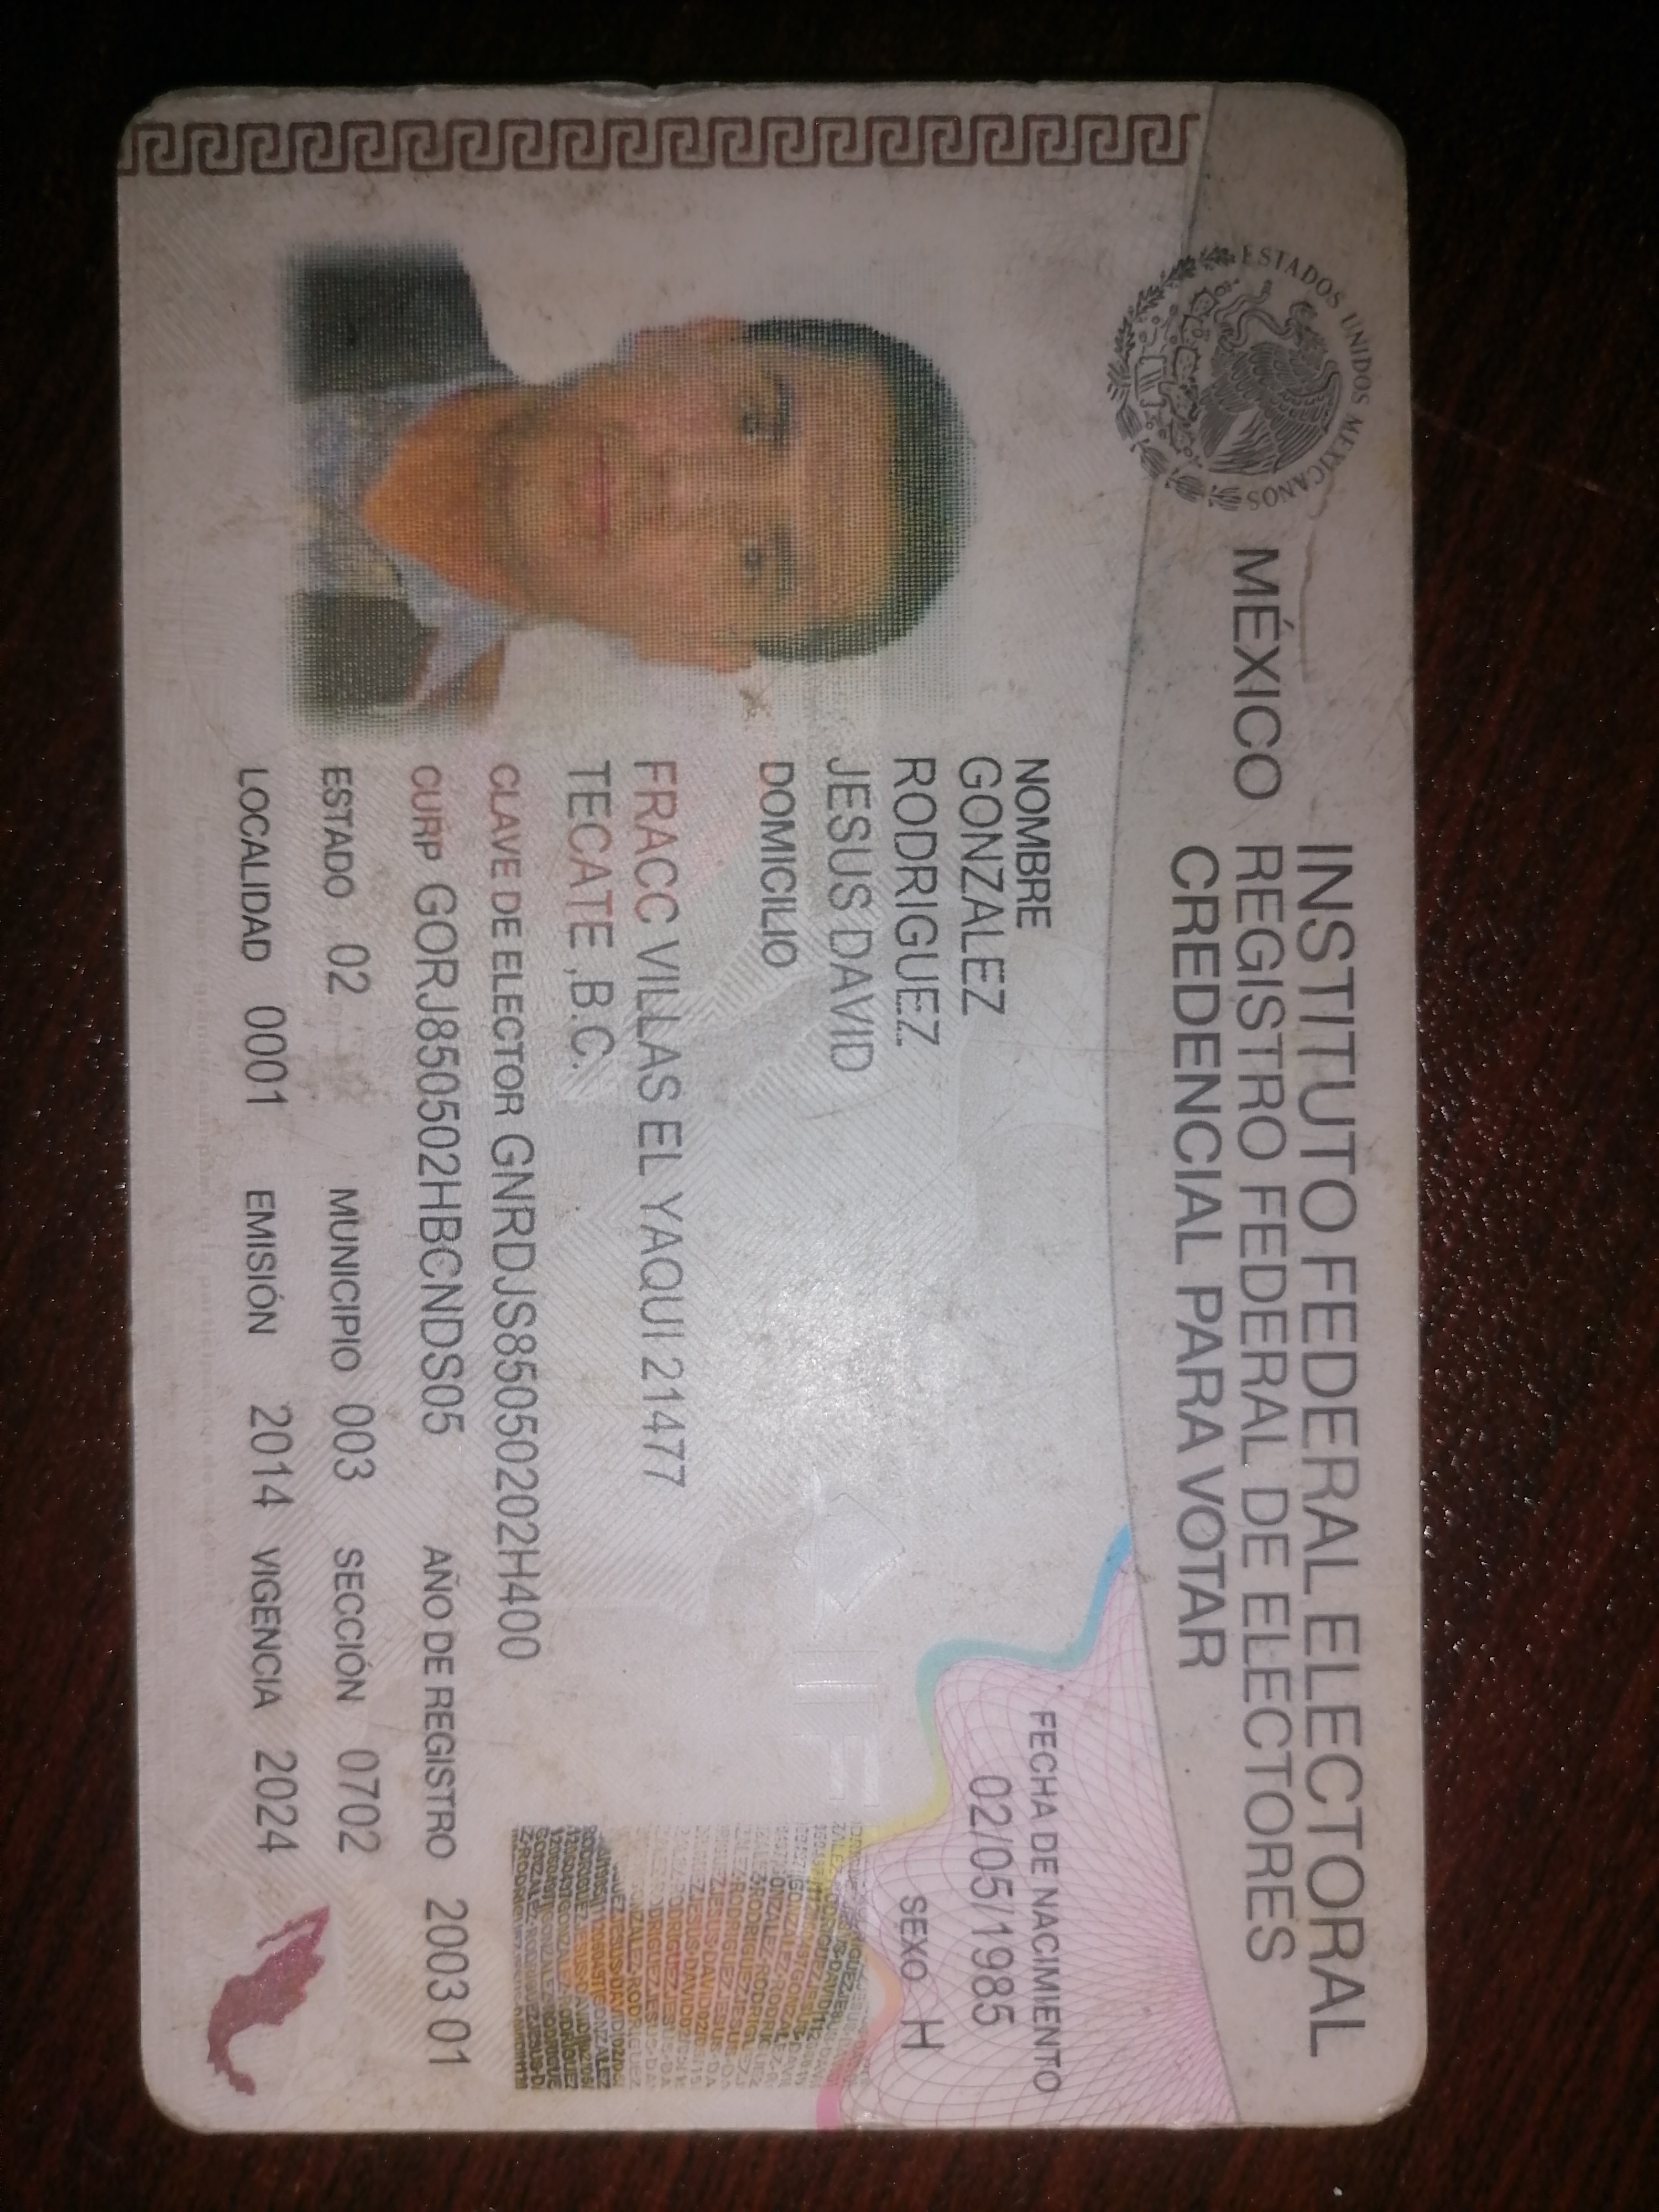 ESTADOS UNIDOS MEXICANOS
MÉXICO
INSTITUTO FEDERAL ELECTORAL
REGISTRO FEDERAL DE ELECTORES
CREDENCIAL PARA VOTAR
NOMBRE
GONZALEZ
RODRIGUEZ
JESUS DAVID
FECHA DE NACIMIENTO
02/05/1985
SEXO H
DOMICILIO
FRACC VILLAS EL YAQUI 21477
TECATE ,B.C.
CLAVE DE ELECTOR GNRDJS85050202H400
CURP GORJ850502HBCNDS05 AÑO DE REGISTRO 2003 01
ESTADO 02 MUNICIPIO 003 SECCIÓN 0702
LOCALIDAD 0001 EMISIÓN 2014 VIGENCIA 2024